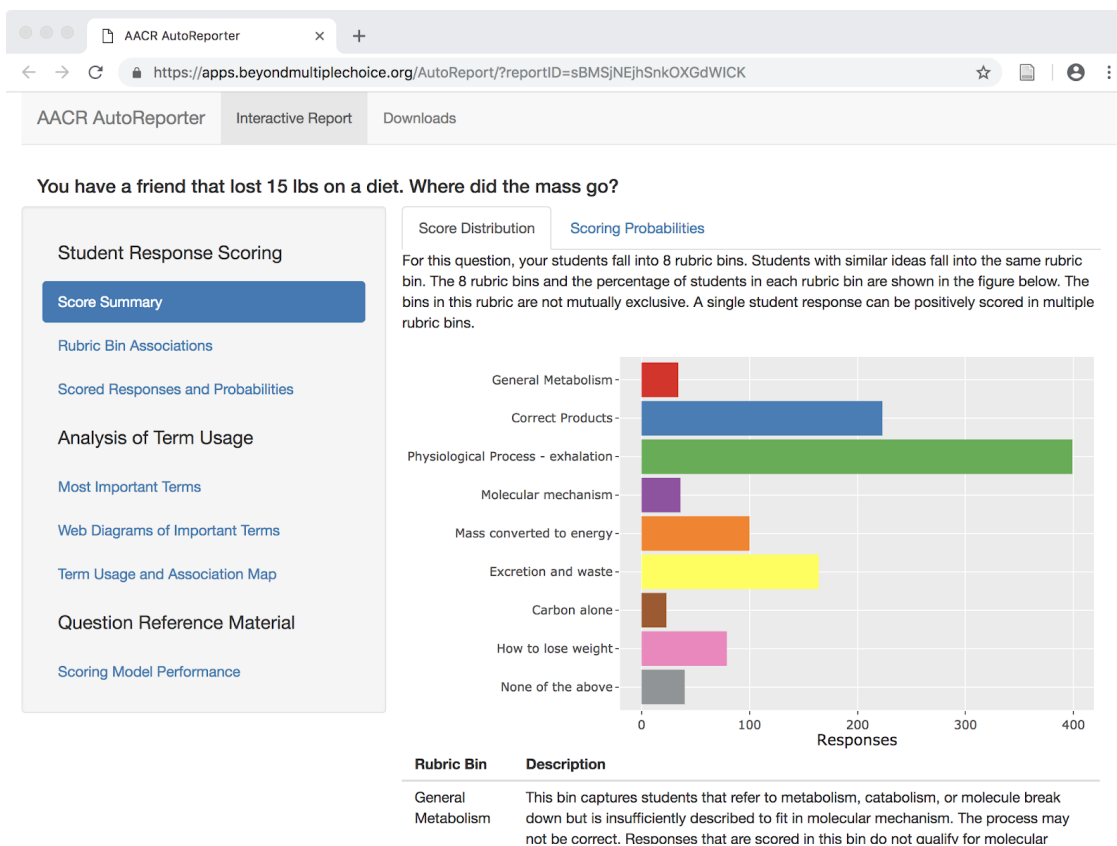 AACR AutoReporter
https://apps.beyondmultiplechoice.org/AutoReport/?reportID=sBMSjNEjhSnkOXGdWICK
AACR AutoReporter Interactive Report Downloads
You have a friend that lost 15 lbs on a diet. Where did the mass go?
Student Response Scoring
Score Summary
Rubric Bin Associations
Scored Responses and Probabilities
Analysis of Term Usage
Most Important Terms
Web Diagrams of Important Terms
Term Usage and Association Map
Question Reference Material
Scoring Model Performance
Score Distribution Scoring Probabilities
For this question, your students fall into 8 rubric bins. Students with similar ideas fall into the same rubric
bin. The 8 rubric bins and the percentage of students in each rubric bin are shown in the figure below. The
bins in this rubric are not mutually exclusive. A single student response can be positively scored in multiple
rubric bins.
General Metabolism
Correct Products
Physiological Process - exhalation
Molecular mechanism
Mass converted to energy
Excretion and waste
Carbon alone
How to lose weight
None of the above
0 100 200 300 400
Responses
Rubric Bin Description
General
Metabolism
This bin captures students that refer to metabolism, catabolism, or molecule break
down but is insufficiently described to fit in molecular mechanism. The process may
not be correct. Responses that are scored in this bin do not qualify for molecular